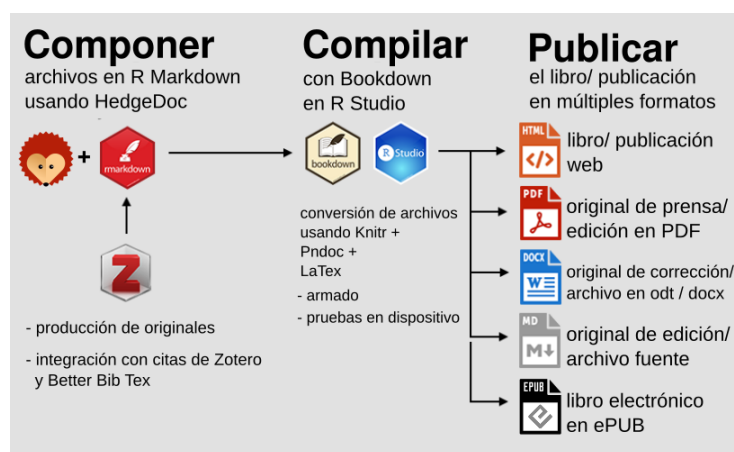 Componer
archivos en R Markdown
usando HedgeDoc
+
rmarkdown
Z
- producción de originales
- integración con citas de Zotero
y Better Bib Tex
Compilar
con Bookdown
en R Studio
bookdown
R Studio
conversión de archivos
usando Knitr +
Pndoc +
LaTex
- armado
- pruebas en dispositivo
Publicar
el libro/ publicación
en múltiples formatos
HTML
</>
libro/ publicación
web
PDF
original de prensa/
edición en PDF
DOCX
W
original de corrección/
archivo en odt / docx
MD
M
original de edición/
archivo fuente
EPUB
libro electrónico
en ePUB